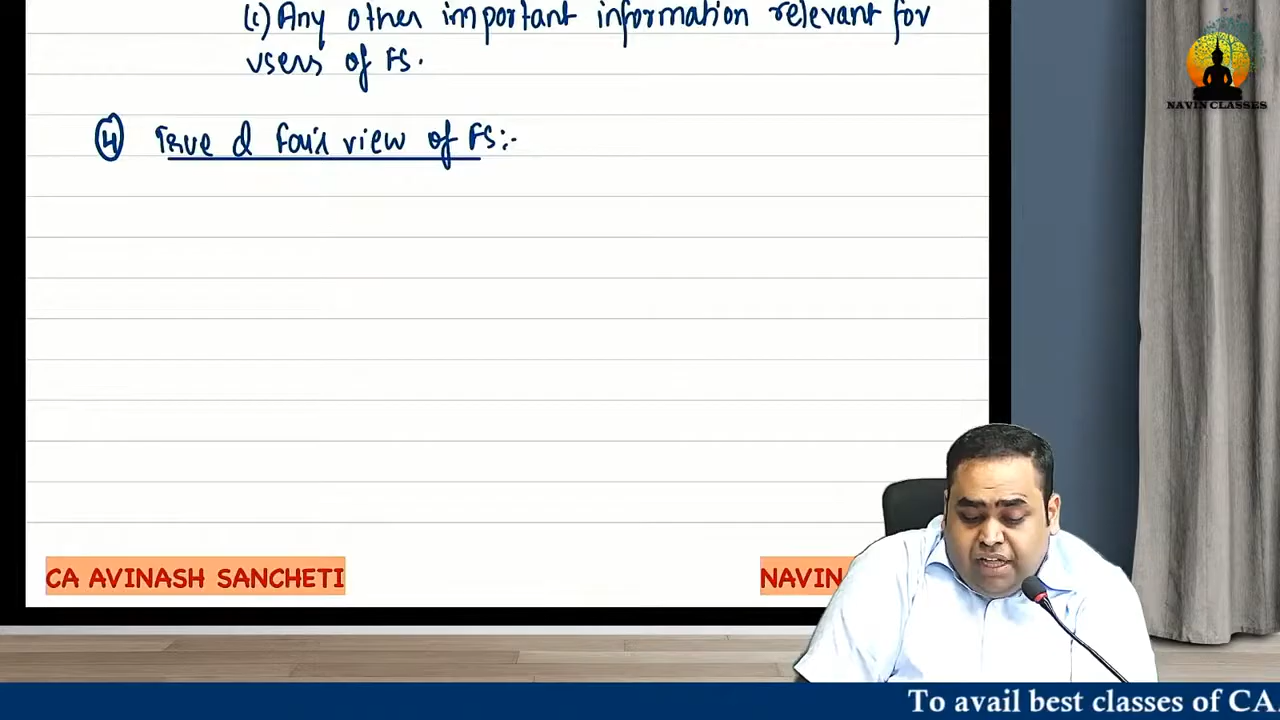 (c) Any other important information relevant for
users of FS.
④ True & fair view of FS:-
NAVIN CLASSES
CA AVINASH SANCHETI
NAVIN
To avail best classes of CA.